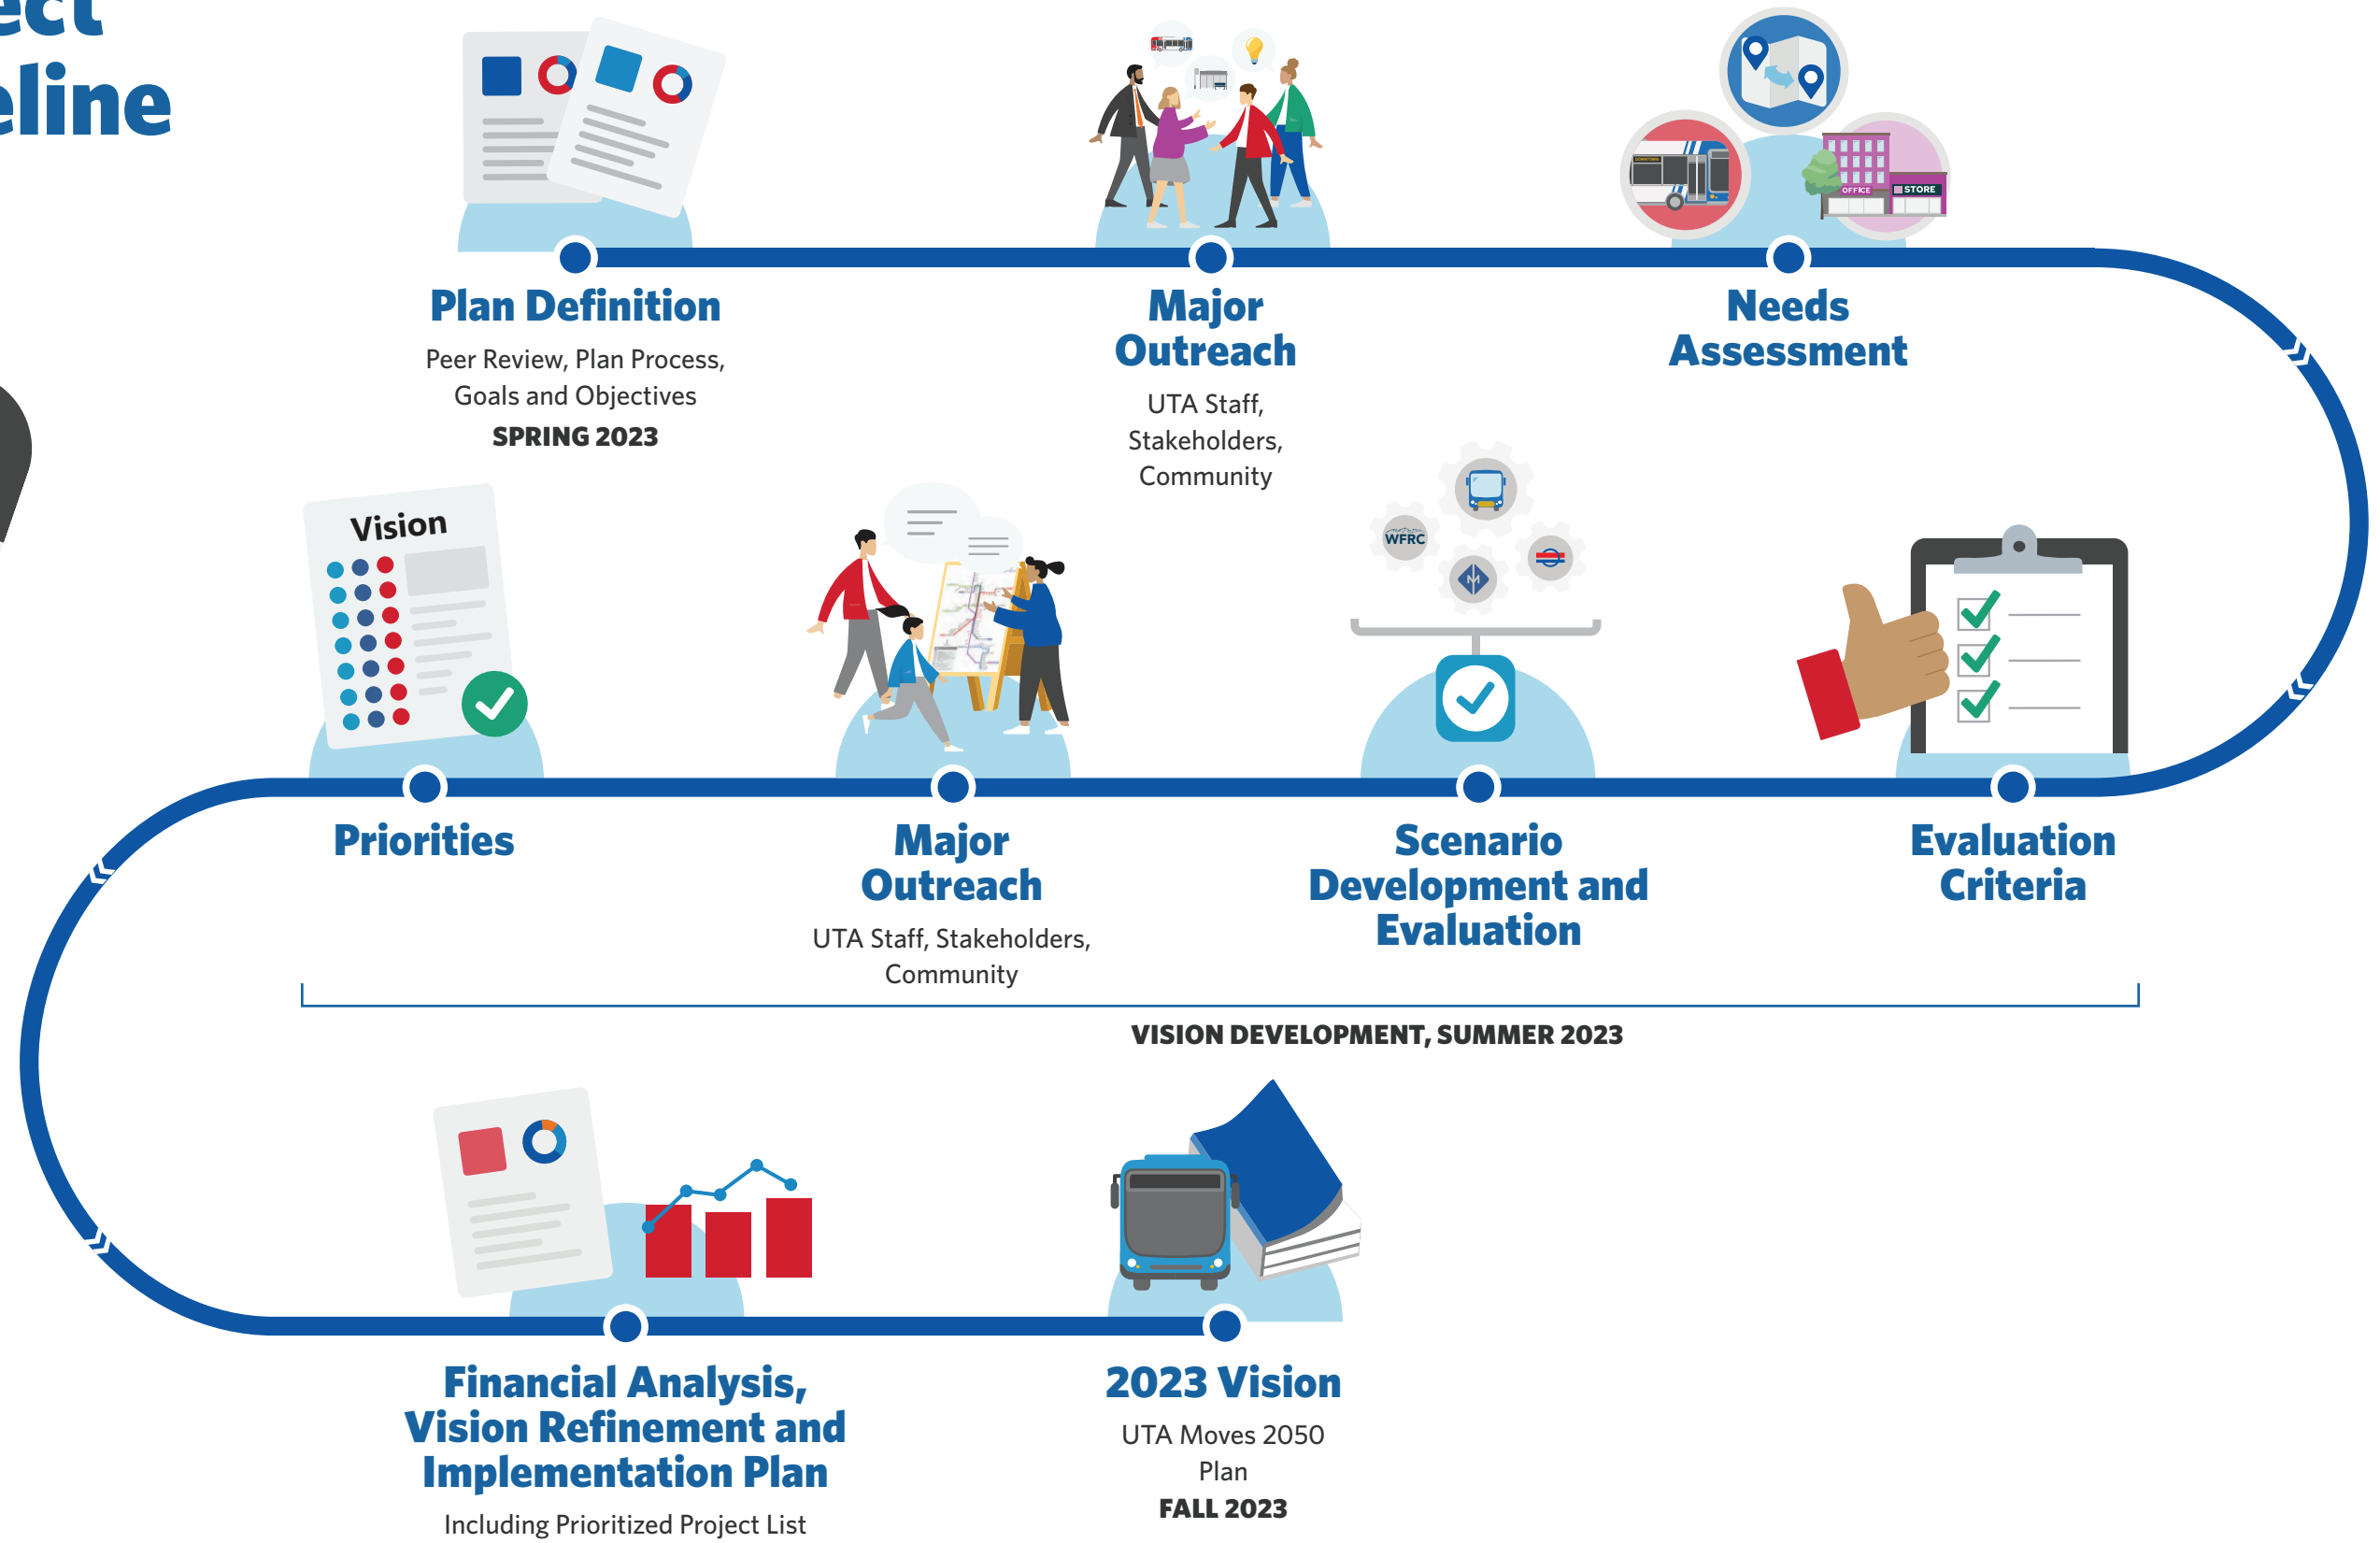 Plan Definition
Peer Review, Plan Process,
Goals and Objectives
SPRING 2023
Major
Outreach
UTA Staff,
Stakeholders,
Community
OFFICE
STORE
Needs
Assessment
Vision
Priorities
Major
Outreach
UTA Staff, Stakeholders,
Community
WFRC
Scenario
Development and
Evaluation
Evaluation
Criteria
VISION DEVELOPMENT, SUMMER 2023
Financial Analysis,
Vision Refinement and
Implementation Plan
Including Prioritized Project List
2023 Vision
UTA Moves 2050
Plan
FALL 2023